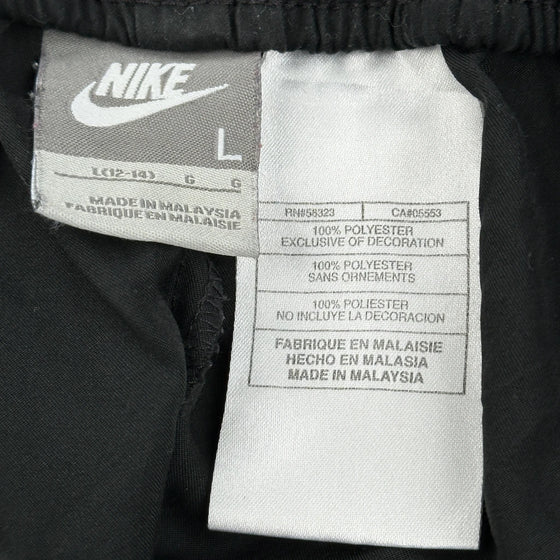 NIKE
L
L(12-14) G G
MADE IN MALAYSIA
FABRIQUE EN MALAISIE
RN#58323 CA#05553
100% POLYESTER
EXCLUSIVE OF DECORATION
100% POLYESTER
SANS ORNEMENTS
100% POLIESTER
NO INCLUYE LA DECORACION
FABRIQUE EN MALAISIE
HECHO EN MALASIA
MADE IN MALAYSIA